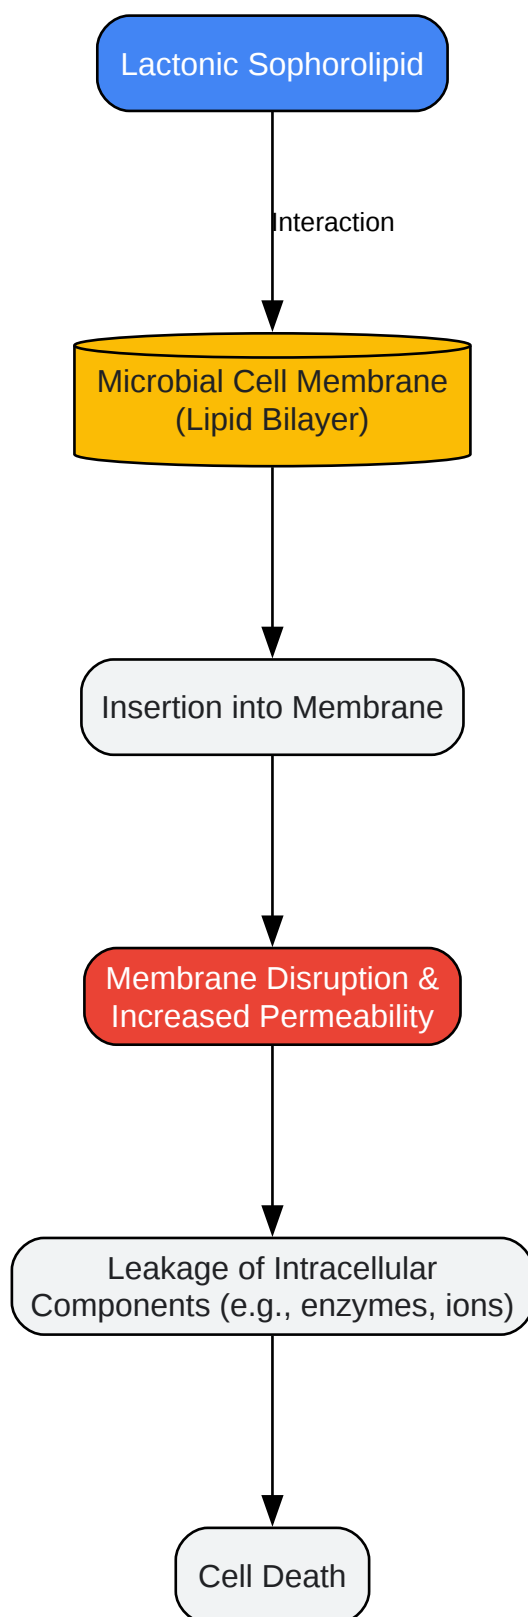 Lactonic Sophorolipid
Interaction
Microbial Cell Membrane
(Lipid Bilayer)
Insertion into Membrane
Membrane Disruption &
Increased Permeability
Leakage of Intracellular
Components (e.g., enzymes, ions)
Cell Death